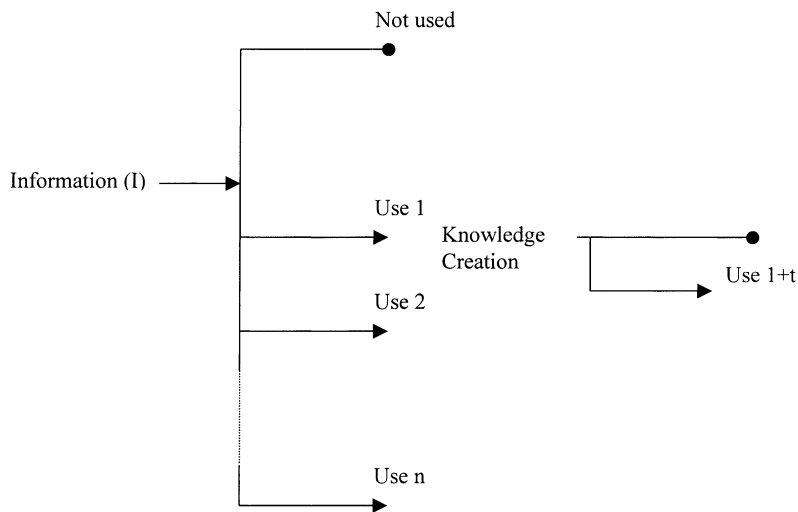 Not used
Information (I)
Use 1
Knowledge
Creation
Use 1+t
Use 2
Use n